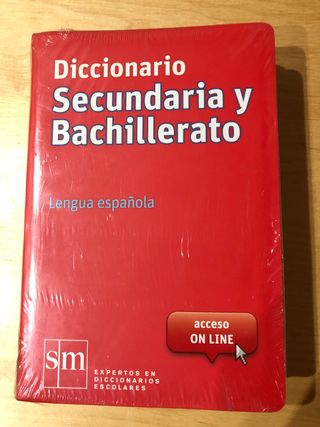 Diccionario
Secundaria y
Bachillerato
Lengua española
acceso
ON LINE
sm
EXPERTOS EN
DICCIONARIOS
ESCOLARES